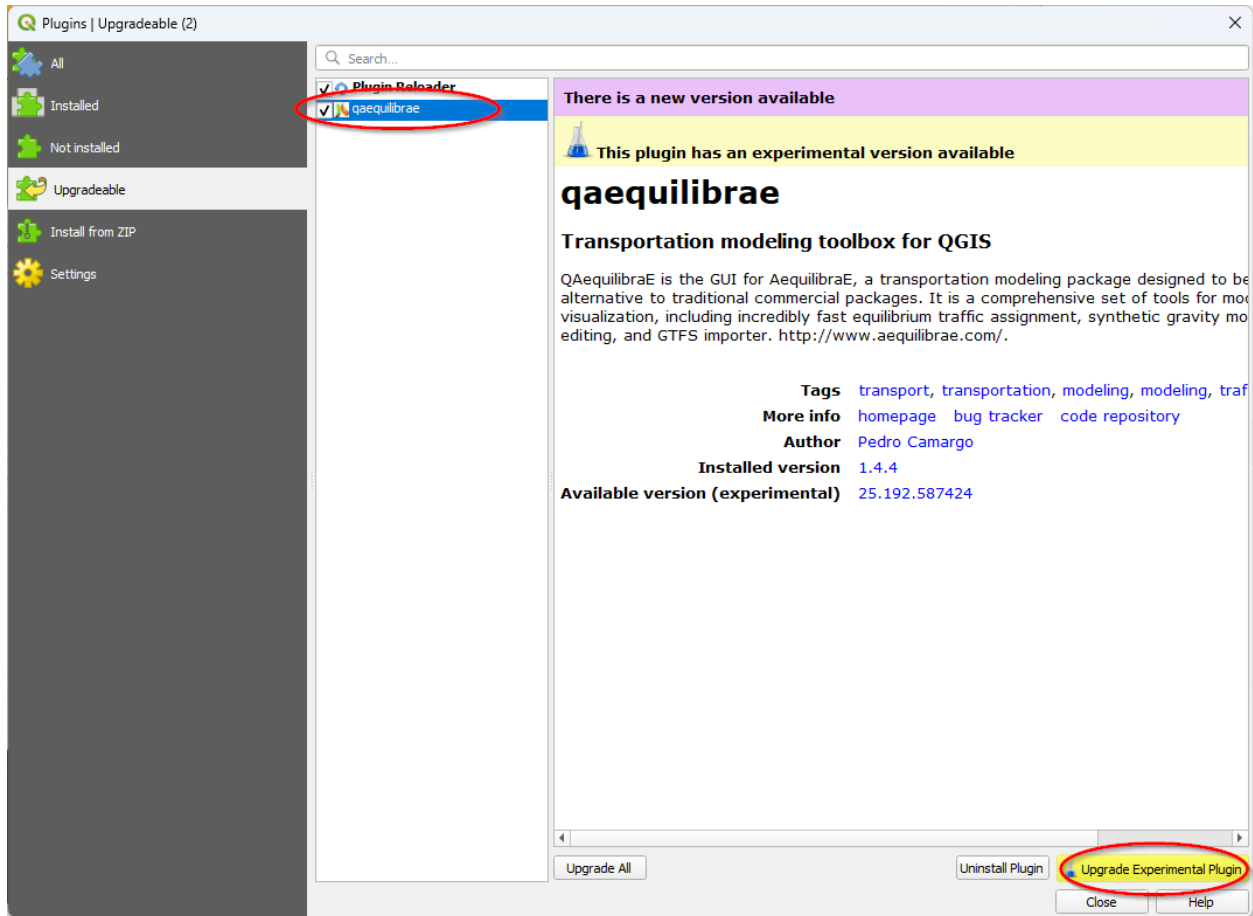 Plugins | Upgradeable (2)
All
Installed
Not installed
Upgradeable
Install from ZIP
Settings
Search...
Plugin Reloader
qaequilibrae
There is a new version available
This plugin has an experimental version available
qaequilibrae
Transportation modeling toolbox for QGIS
QAequilibraE is the GUI for AequilibraE, a transportation modeling package designed to be
alternative to traditional commercial packages. It is a comprehensive set of tools for mod
visualization, including incredibly fast equilibrium traffic assignment, synthetic gravity mo
editing, and GTFS importer. http://www.aequilibrae.com/.
Tags transport, transportation, modeling, modeling, traf
More info homepage bug tracker code repository
Author Pedro Camargo
Installed version 1.4.4
Available version (experimental) 25.192.587424
Upgrade All Uninstall Plugin Upgrade Experimental Plugin
Close Help